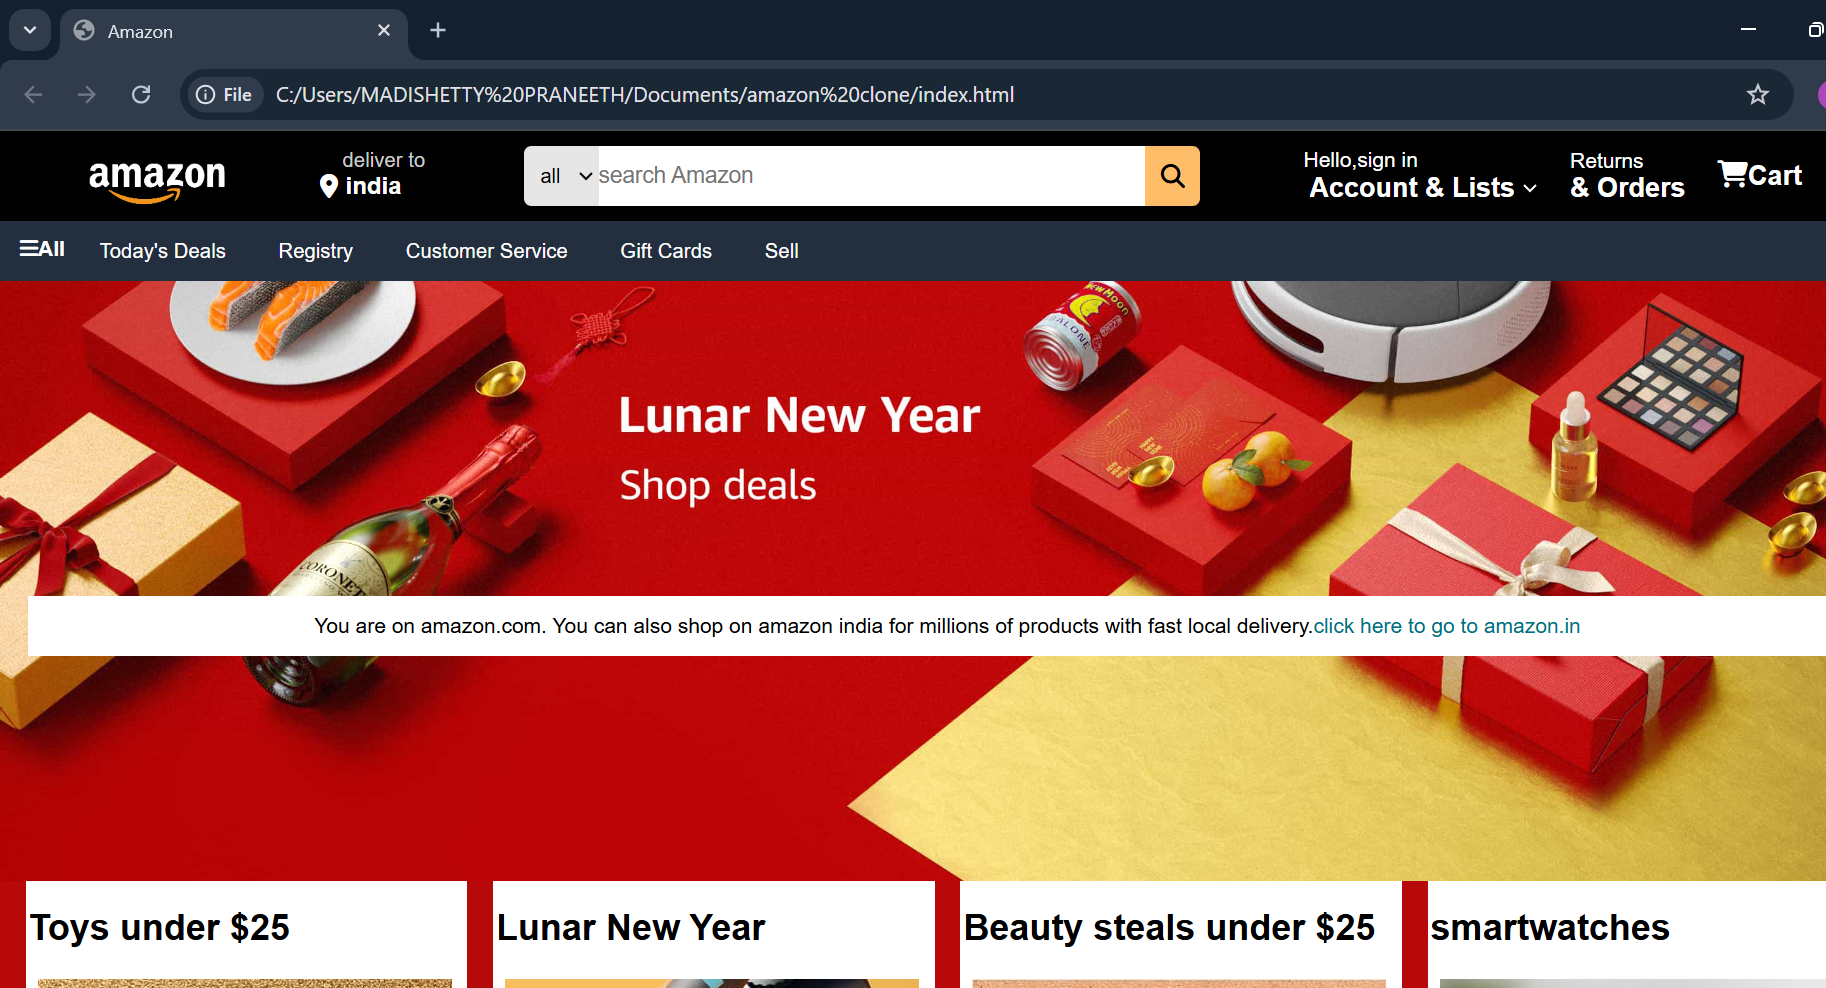 Amazon
File C:/Users/MADISHETTY%20PRANEETH/Documents/amazon%20clone/index.html
amazon
deliver to
india
all
search Amazon
Hello,sign in
Account & Lists
Returns
& Orders
Cart
All
Today's Deals
Registry
Customer Service
Gift Cards
Sell
Lunar New Year
Shop deals
CORONET
You are on amazon.com. You can also shop on amazon india for millions of products with fast local delivery.click here to go to amazon.in
Toys under $25
Lunar New Year
Beauty steals under $25
smartwatches